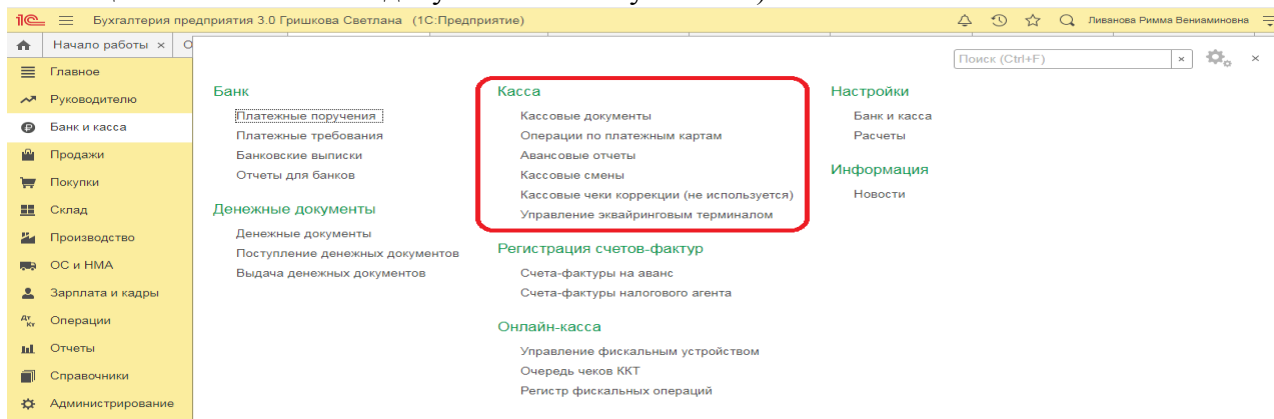 Бухгалтерия предприятия 3.0 Гришкова Светлана (1С:Предприятие)
Ливанова Римма Вениаминовна
Начало работы ×
Поиск (Ctrl+F) ×
Главное
Руководителю
Банк и касса
Продажи
Покупки
Склад
Производство
ОС и НМА
Зарплата и кадры
Операции
Отчеты
Справочники
Администрирование
Банк
Платежные поручения
Платежные требования
Банковские выписки
Отчеты для банков
Денежные документы
Денежные документы
Поступление денежных документов
Выдача денежных документов
Касса
Кассовые документы
Операции по платежным картам
Авансовые отчеты
Кассовые смены
Кассовые чеки коррекции (не используется)
Управление эквайринговым терминалом
Регистрация счетов-фактур
Счета-фактуры на аванс
Счета-фактуры налогового агента
Онлайн-касса
Управление фискальным устройством
Очередь чеков ККТ
Регистр фискальных операций
Настройки
Банк и касса
Расчеты
Информация
Новости